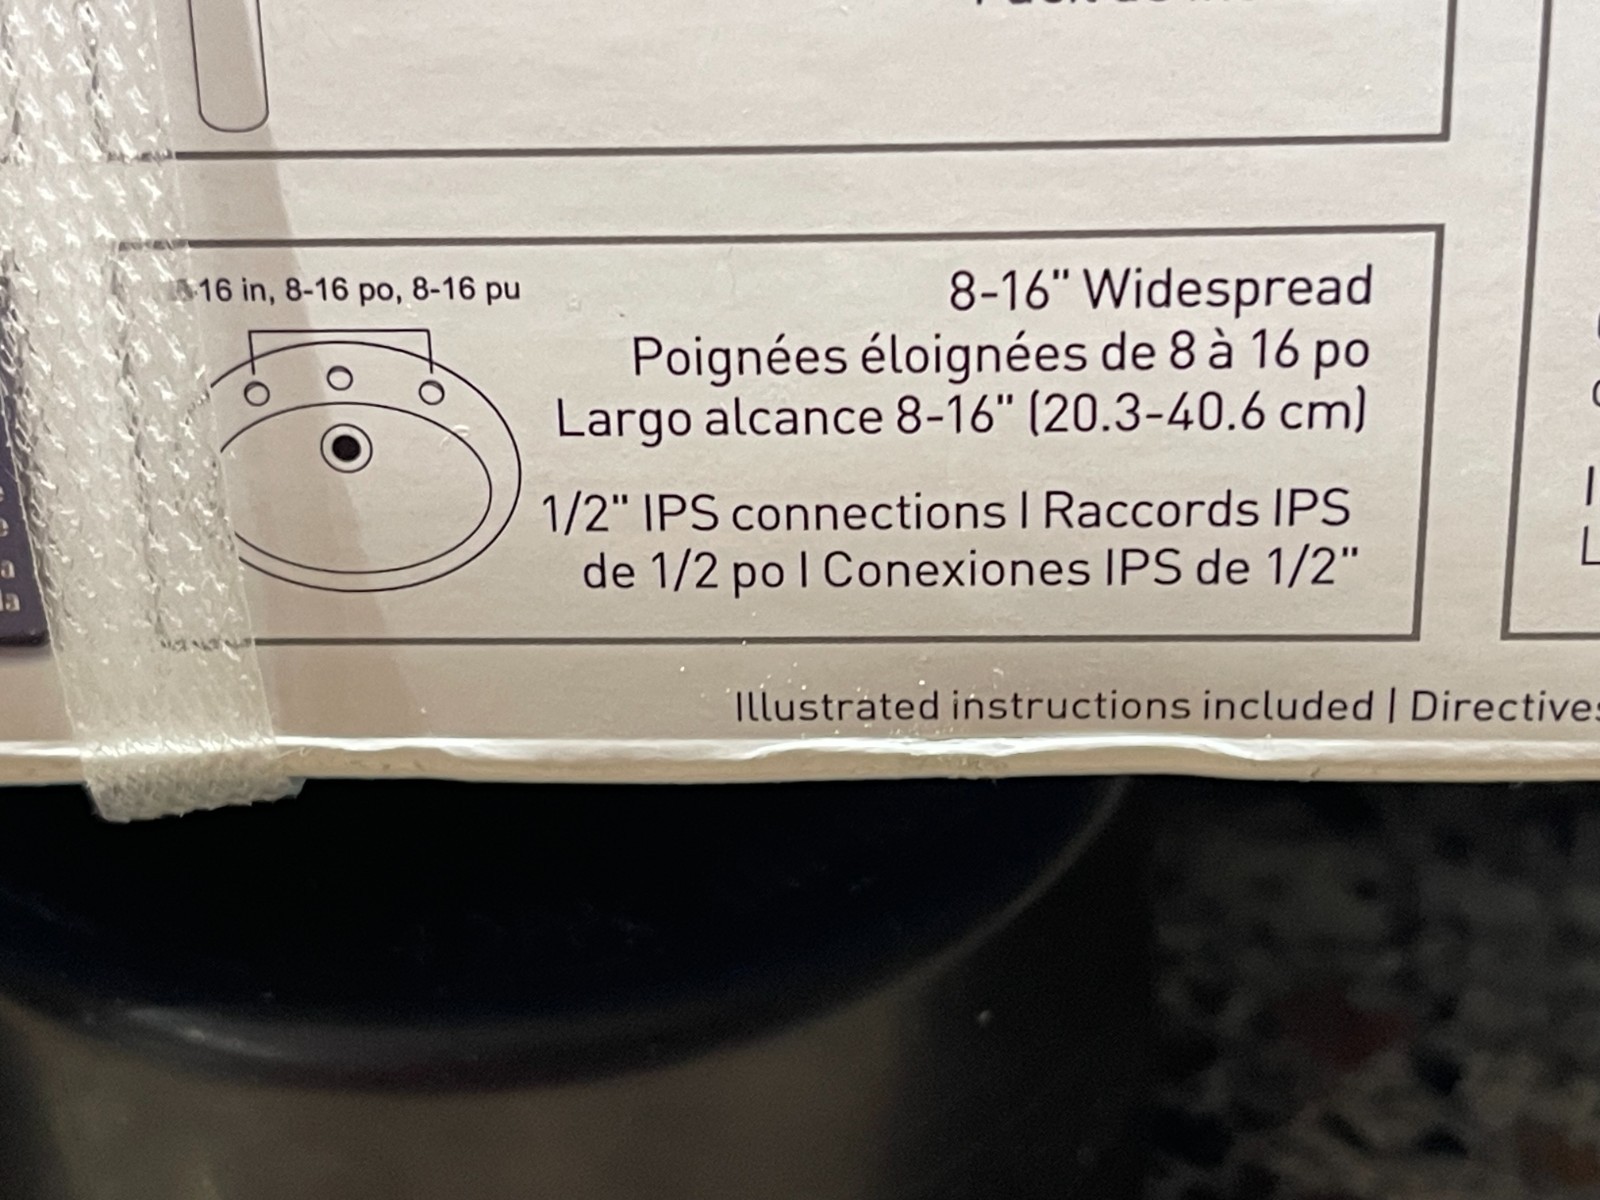 16 in, 8-16 po, 8-16 pu
8-16" Widespread
Poignées éloignées de 8 à 16 po
Largo alcance 8-16" (20.3-40.6 cm)
1/2" IPS connections | Raccords IPS
de 1/2 po | Conexiones IPS de 1/2"
Illustrated instructions included | Directives